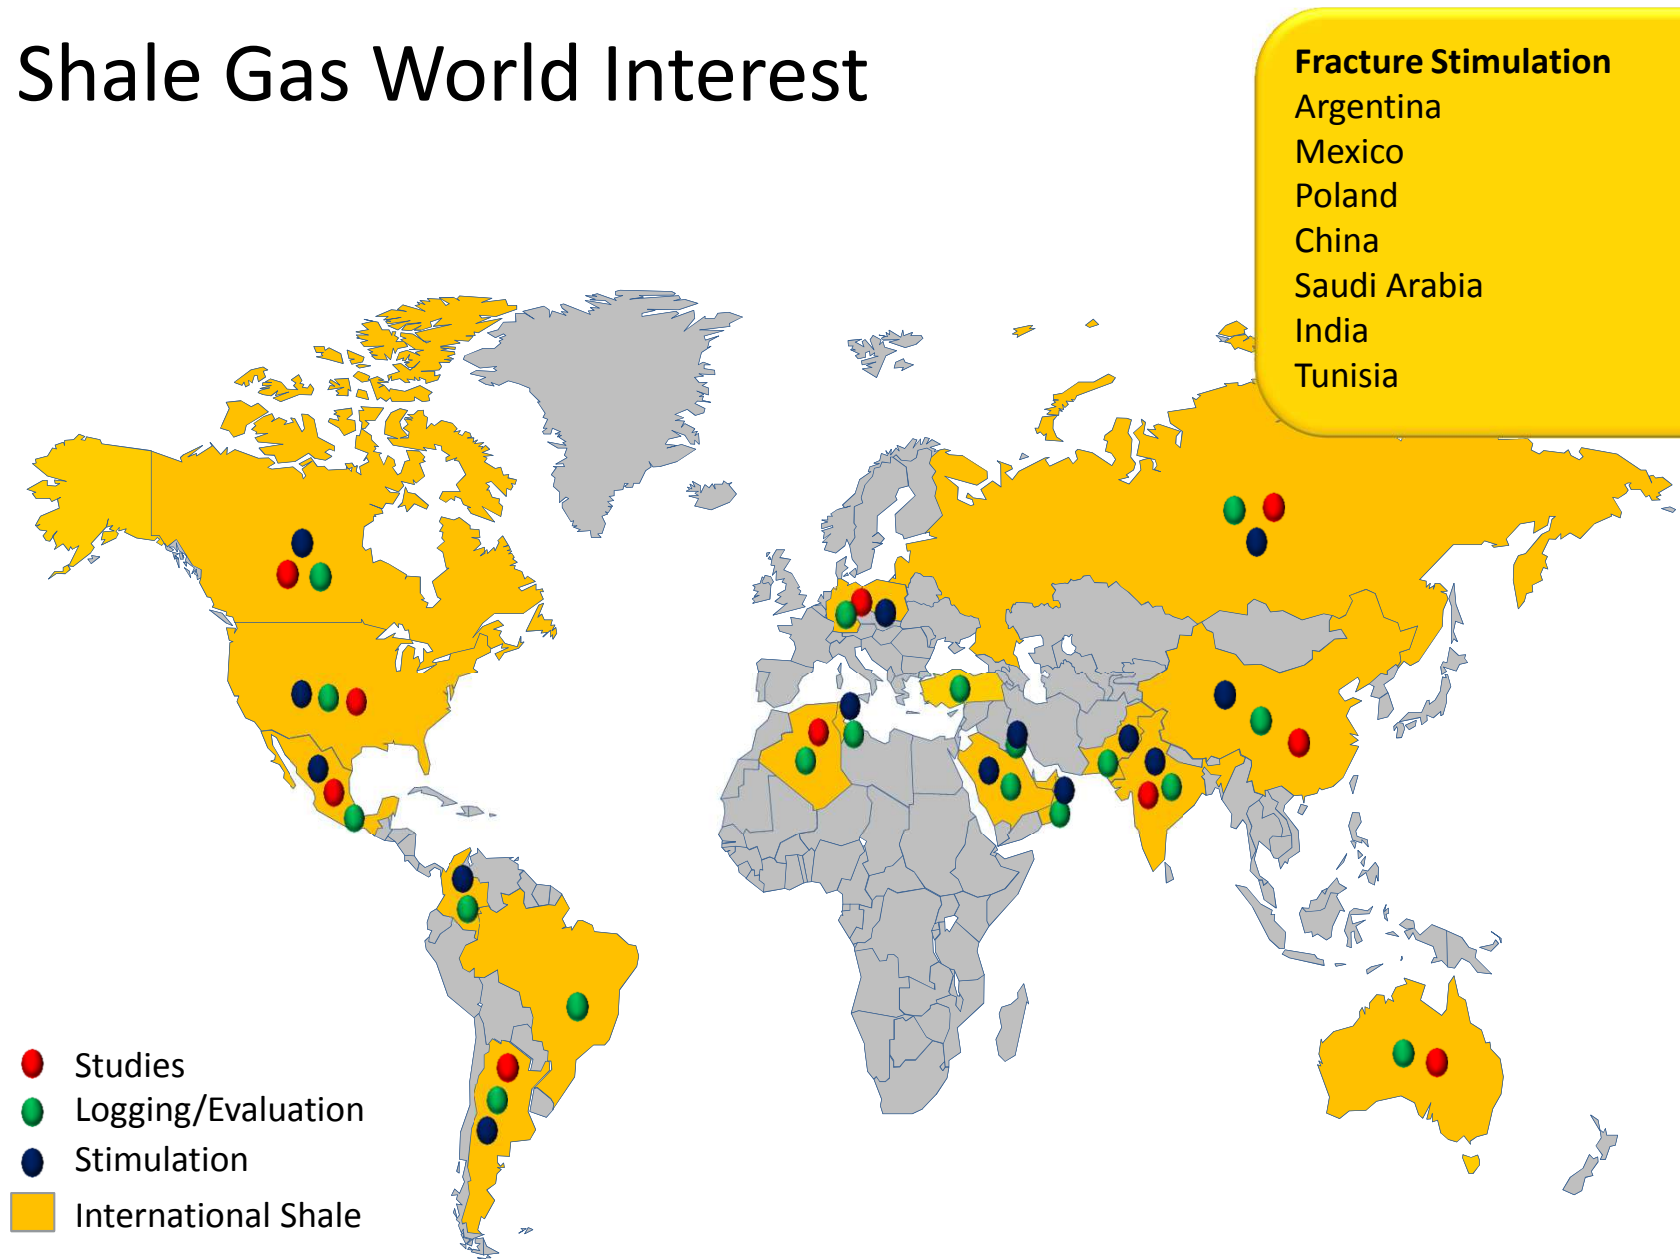 Shale Gas World Interest
Fracture Stimulation
Argentina
Mexico
Poland
China
Saudi Arabia
India
Tunisia
Studies
Logging/Evaluation
Stimulation
International Shale